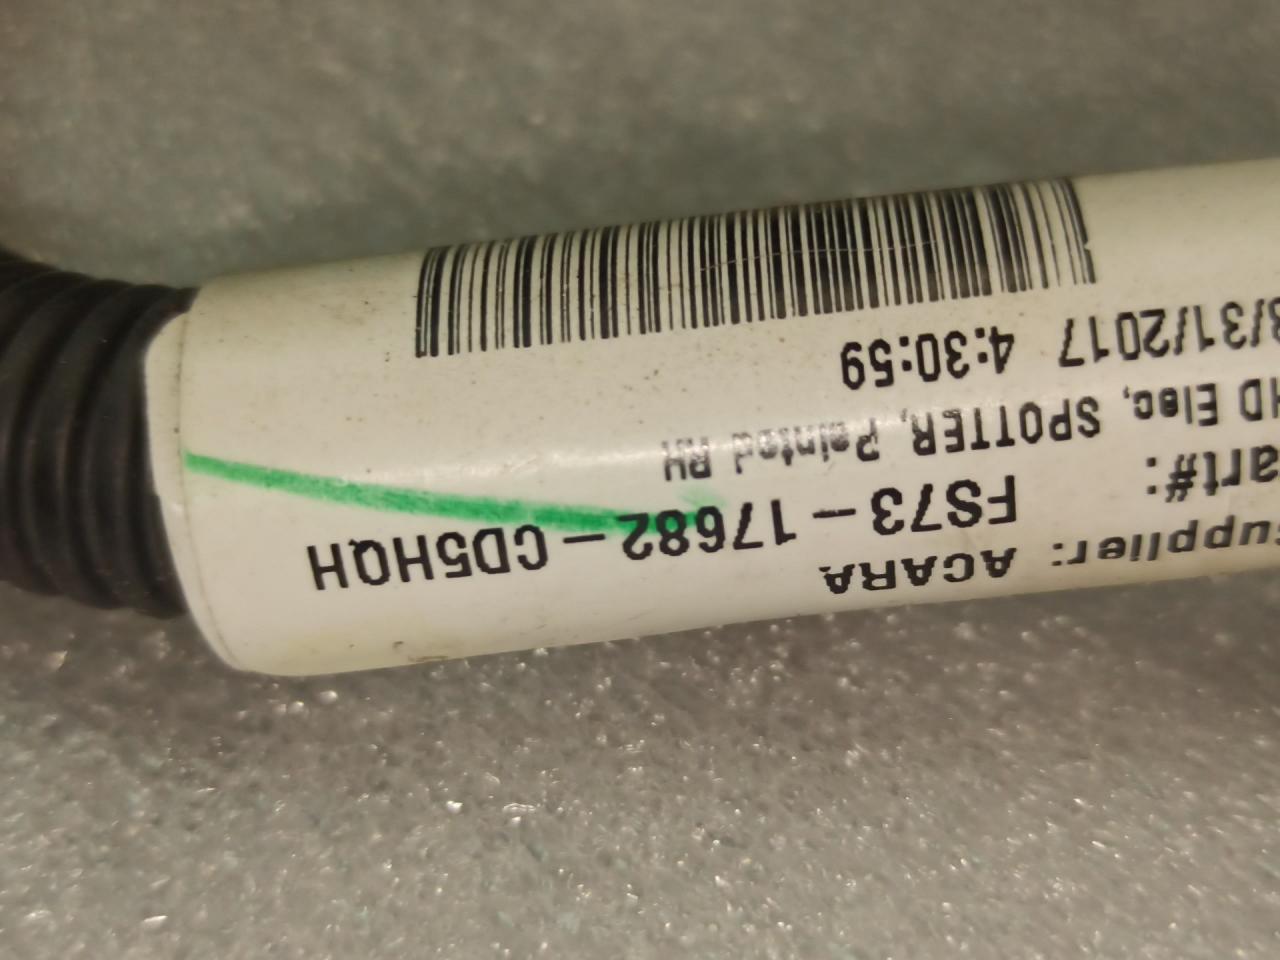 upplier: ACARA
art#: FS73-17682-CD5HQH
HD Elec, SPOTTER, Painted RH
3/31/2017 4:30:59